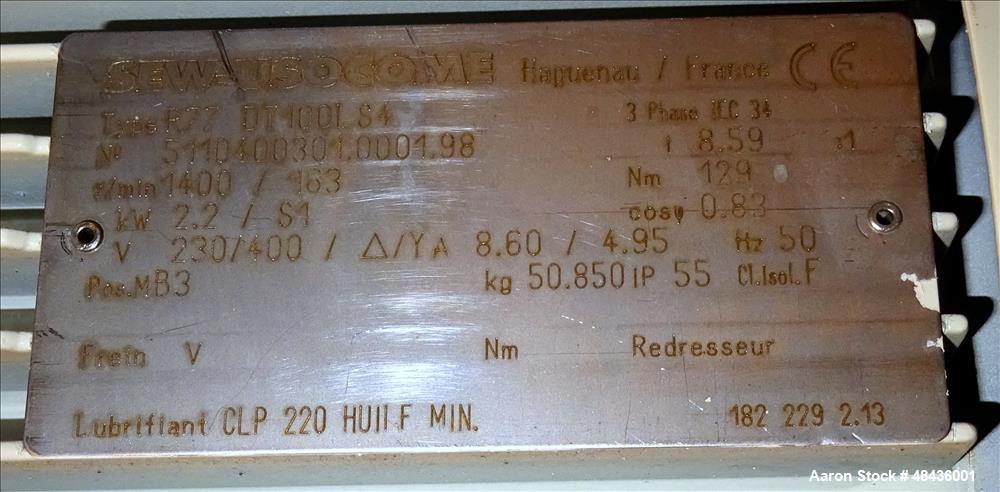 SEW-USOCOME Haguenau / France CE
Type R77 DT100LS4 3 Phase IEC 34
Nº 5110400301.0001.98 i 8.59 :1
r/min 1400 / 163 Nm 129
kW 2.2 / S1 cosφ 0.83
V 230/400 / Δ/Y A 8.60 / 4.95 Hz 50
Pos.M B3 kg 50.850 IP 55 Cl.Isol. F
Frein V Nm Redresseur
Lubrifiant CLP 220 HUILE MIN. 182 229 2.13
Aaron Stock # 48436001